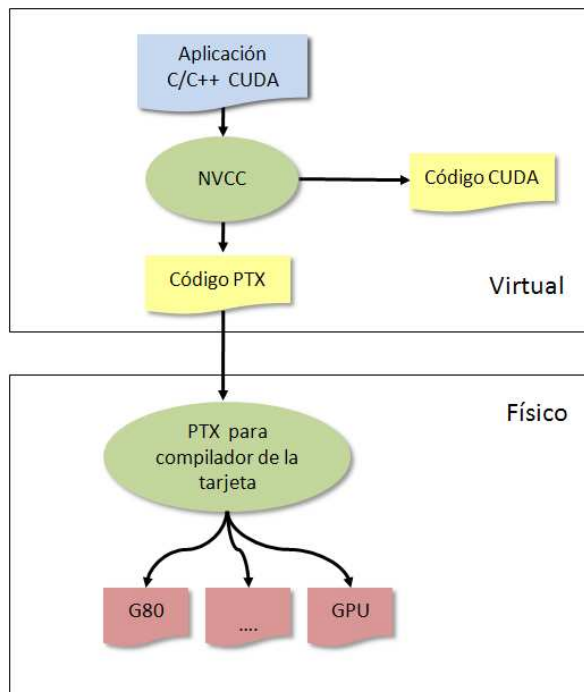 Aplicación
C/C++ CUDA
NVCC
Código CUDA
Código PTX
Virtual
Físico
PTX para
compilador de la
tarjeta
G80
....
GPU